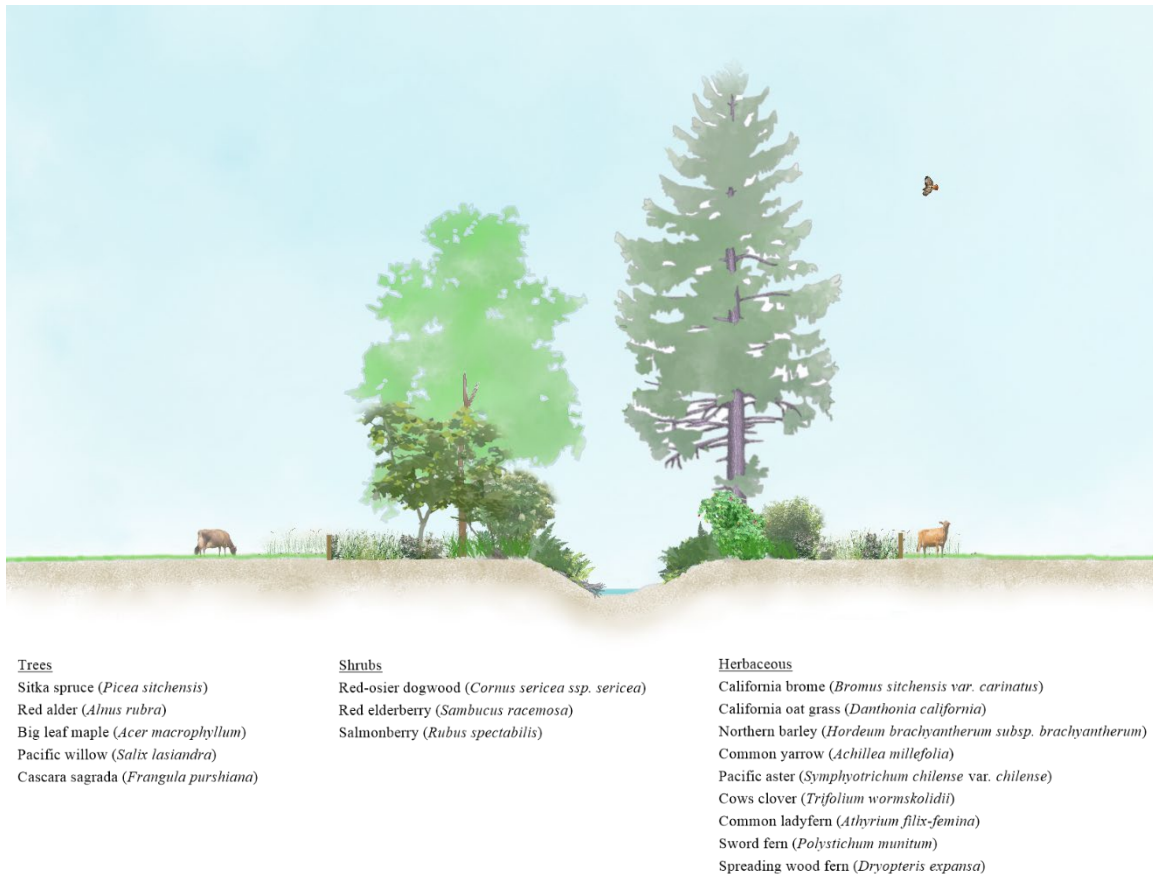 Trees
Sitka spruce (Picea sitchensis)
Red alder (Alnus rubra)
Big leaf maple (Acer macrophyllum)
Pacific willow (Salix lasiandra)
Cascara sagrada (Frangula purshiana)
Shrubs
Red-osier dogwood (Cornus sericea ssp. sericea)
Red elderberry (Sambucus racemosa)
Salmonberry (Rubus spectabilis)
Herbaceous
California brome (Bromus sitchensis var. carinatus)
California oat grass (Danthonia california)
Northern barley (Hordeum brachyantherum subsp. brachyantherum)
Common yarrow (Achillea millefolia)
Pacific aster (Symphyotrichum chilense var. chilense)
Cows clover (Trifolium wormskolidii)
Common ladyfern (Athyrium filix-femina)
Sword fern (Polystichum munitum)
Spreading wood fern (Dryopteris expansa)